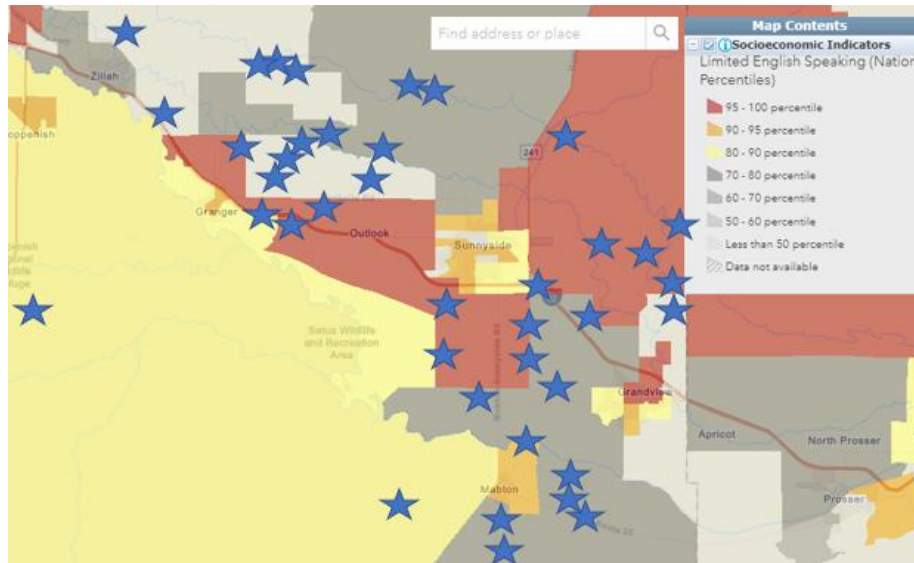 Find address or place
Map Contents
Socioeconomic Indicators
Limited English Speaking (Nation
Percentiles)
95 - 100 percentile
90 - 95 percentile
80 - 90 percentile
70 - 80 percentile
60 - 70 percentile
50 - 60 percentile
Less than 50 percentile
Data not available
Zillah
oppenish
241
Granger
Outlook
Sunnyside
Satus Wildlife
and Recreation
Area
Grandview
Apricot
North Prosser
Prosser
Mabton